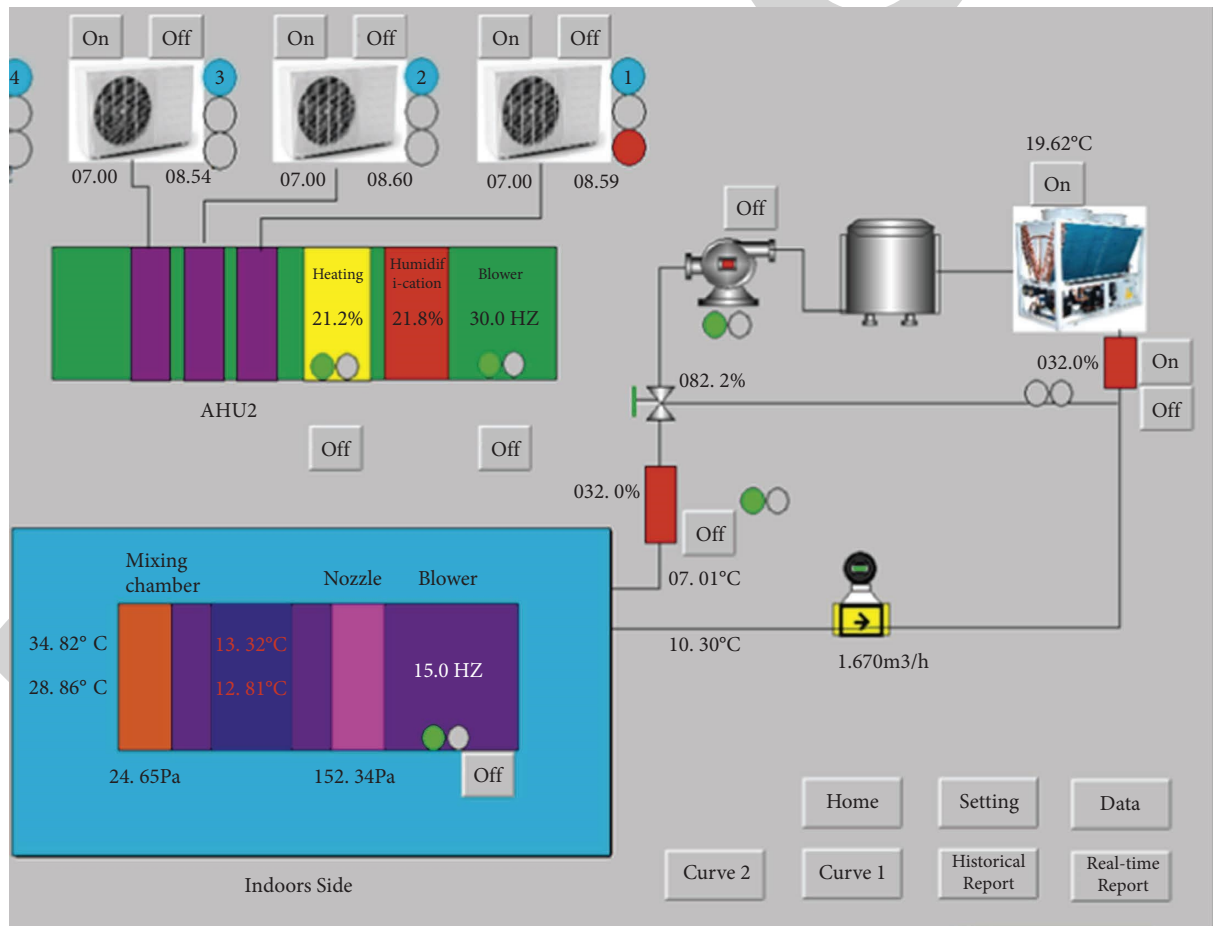 On
Off
On
Off
On
Off
4
3
2
1
07.00
08.54
07.00
08.60
07.00
08.59
19.62°C
On
Off
Heating
Humidif
i-cation
Blower
21.2%
21.8%
30.0 HZ
AHU2
Off
Off
082. 2%
032.0%
On
Off
032. 0%
Off
07. 01°C
10. 30°C
1.670m3/h
Mixing
chamber
Nozzle
Blower
34. 82° C
13. 32°C
15.0 HZ
28. 86° C
12. 81°C
24. 65Pa
152. 34Pa
Off
Indoors Side
Home
Setting
Data
Curve 2
Curve 1
Historical
Report
Real-time
Report